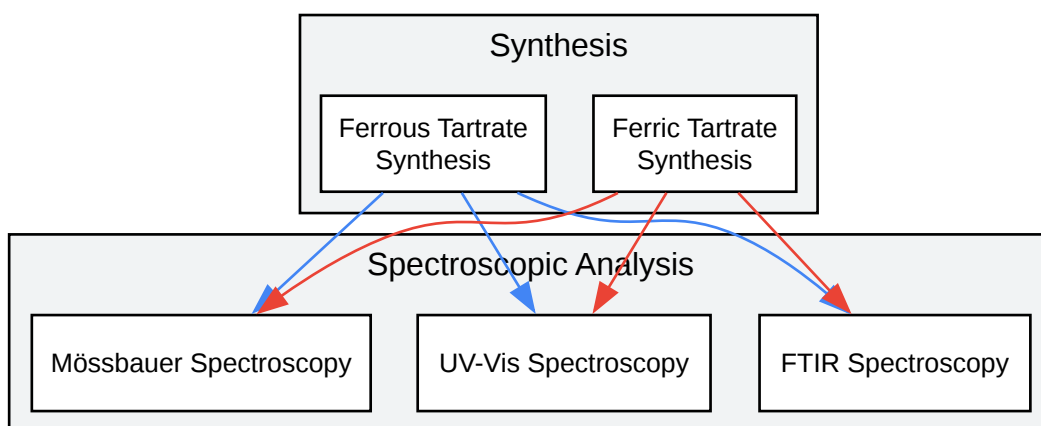 Synthesis
Ferrous Tartrate
Synthesis
Ferric Tartrate
Synthesis
Spectroscopic Analysis
Mössbauer Spectroscopy
UV-Vis Spectroscopy
FTIR Spectroscopy